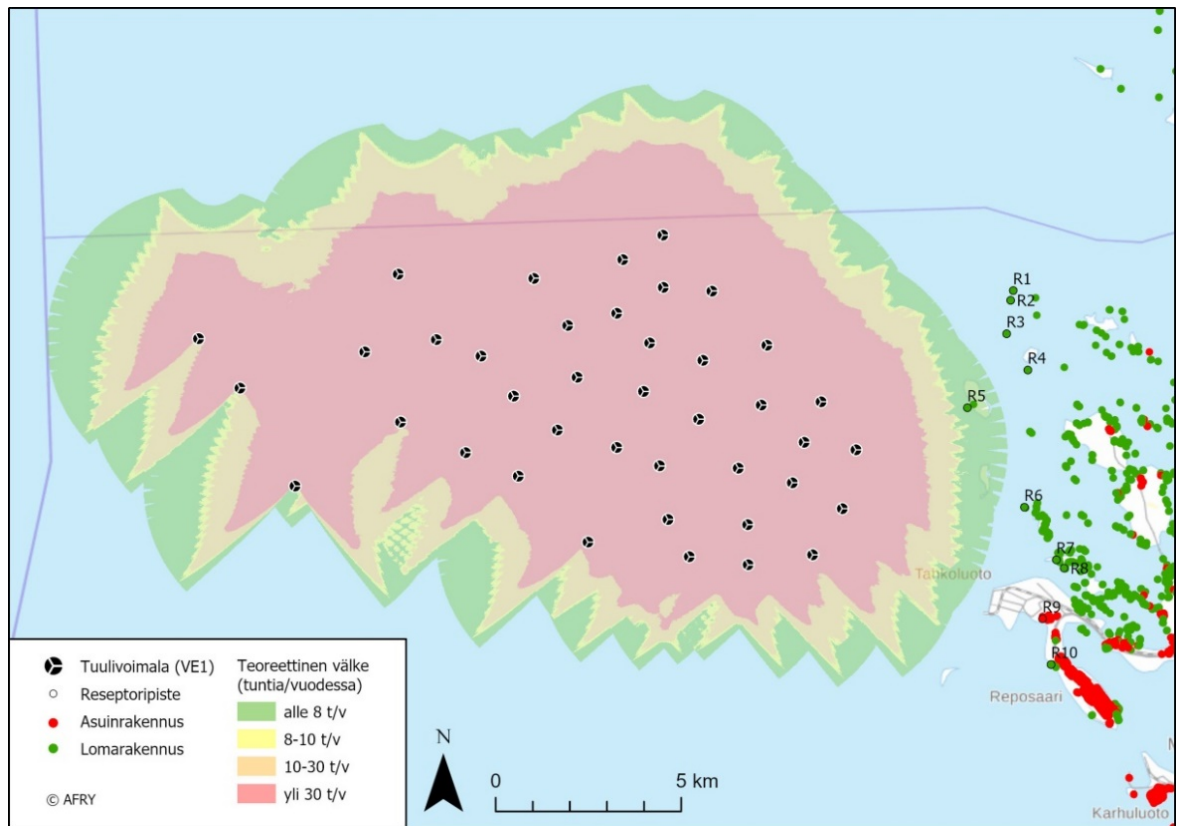 R1
R2
R3
R4
R5
R6
R7
R8
Tahkoluoto
R9
R10
Reposaari
Karhuluoto
Tuulivoimala (VE1)
Reseptoripiste
Asuinrakennus
Lomarakennus
© AFRY
Teoreettinen välke
(tuntia/vuodessa)
alle 8 t/v
8-10 t/v
10-30 t/v
yli 30 t/v
N
0
5 km